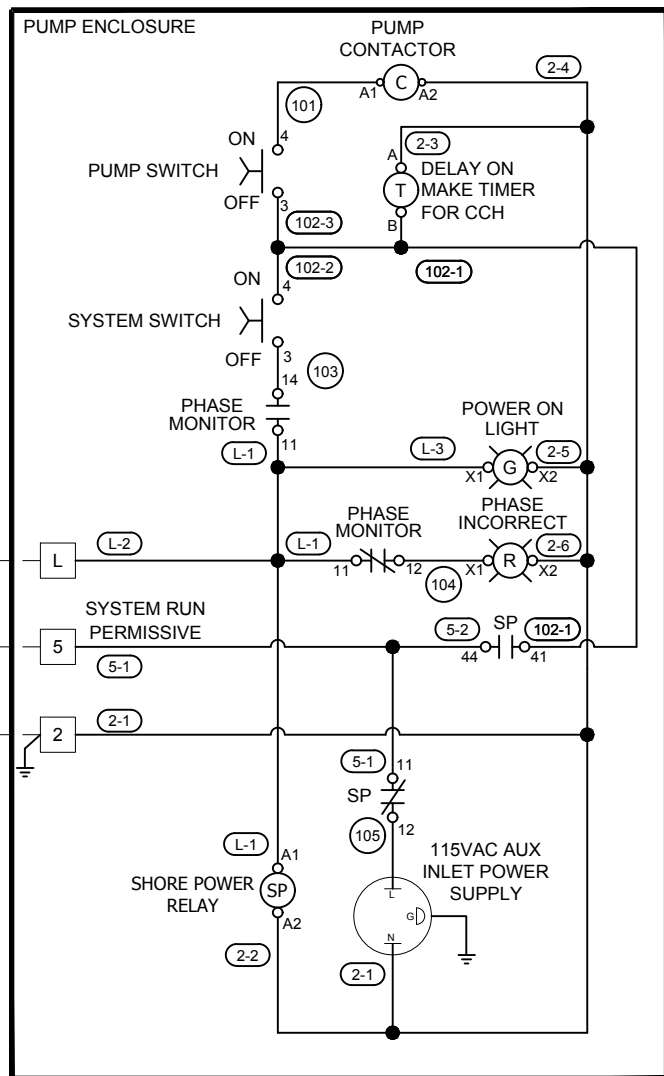 PUMP ENCLOSURE
PUMP
CONTACTOR
A1 C A2
2-4
101
4
ON
PUMP SWITCH
OFF
3
2-3
A
T
B
DELAY ON
MAKE TIMER
FOR CCH
102-3
102-2
102-1
ON
4
SYSTEM SWITCH
OFF
3
103
14
PHASE
MONITOR
11
L-1
POWER ON
LIGHT
L-3
X1 G X2
2-5
PHASE
MONITOR
PHASE
INCORRECT
L
L-2
L-1
11 12
104
X1 R X2
2-6
SYSTEM RUN
PERMISSIVE
5
5-1
5-2
SP
102-1
44 41
2
2-1
5-1
11
SP
105
12
L-1
A1
SHORE POWER
RELAY
SP
A2
2-2
115VAC AUX
INLET POWER
SUPPLY
L
G
N
2-1